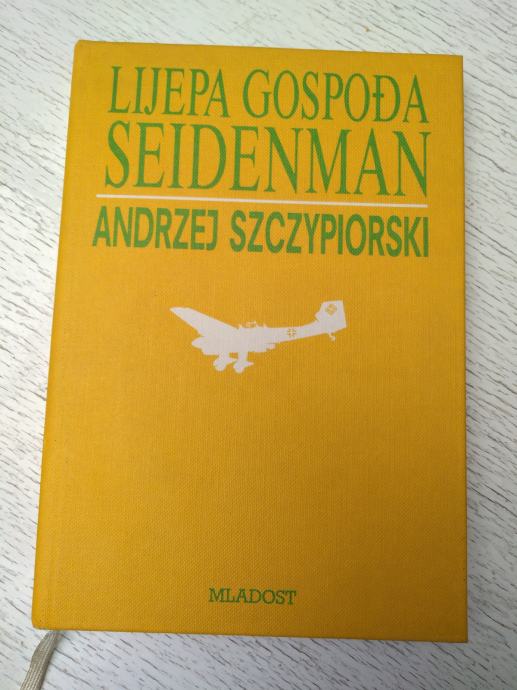 LIJEPA GOSPOĐA
SEIDENMAN
ANDRZEJ SZCZYPIORSKI
MLADOST